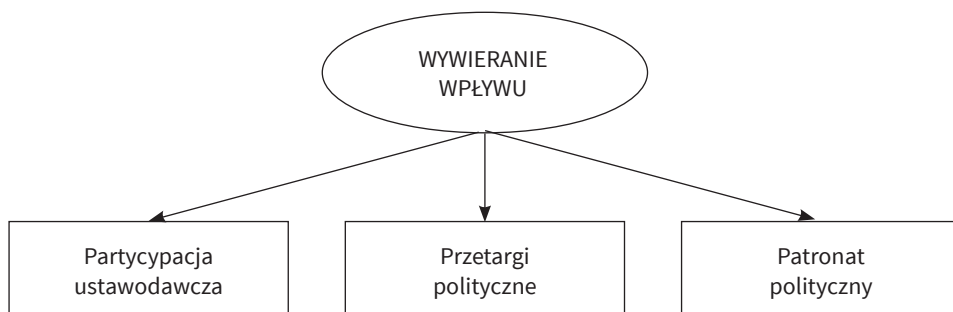 WYWIERANIE
WPŁYWU
Partycypacja
ustawodawcza
Przetargi
polityczne
Patronat
polityczny